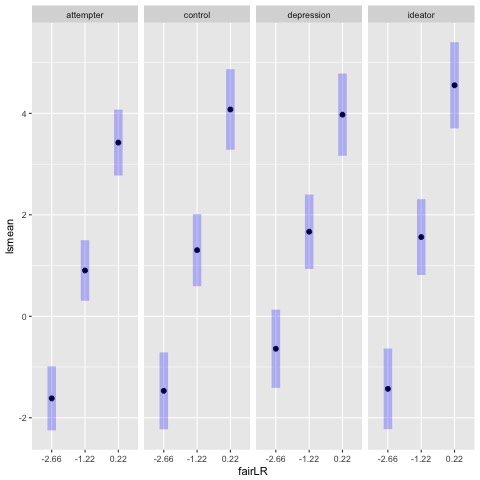 attempter control depression ideator
4
2
0
-2
lsmean
-2.66 -1.22 0.22 -2.66 -1.22 0.22 -2.66 -1.22 0.22 -2.66 -1.22 0.22
fairLR